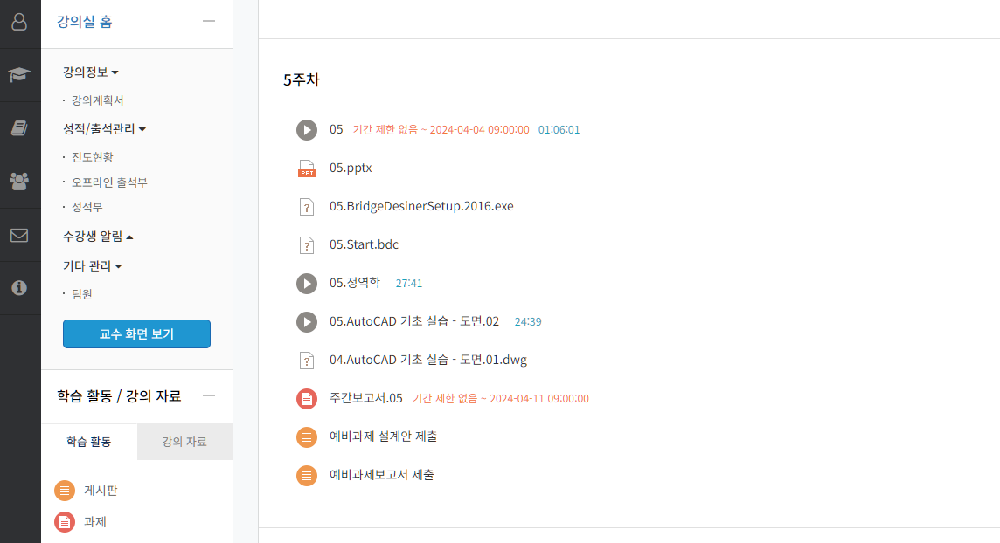 강의실 홈
강의정보
강의계획서
성적/출석관리
진도현황
오프라인 출석부
성적부
수강생 알림
기타 관리
팀원
교수 화면 보기
학습 활동 / 강의 자료
학습 활동 강의 자료
게시판
과제
5주차
05 기간 제한 없음 ~ 2024-04-04 09:00:00 01:06:01
PPT 05.pptx
? 05.BridgeDesinerSetup.2016.exe
? 05.Start.bdc
05.정역학 27:41
05.AutoCAD 기초 실습 - 도면.02 24:39
? 04.AutoCAD 기초 실습 - 도면.01.dwg
주간보고서.05 기간 제한 없음 ~ 2024-04-11 09:00:00
예비과제 설계안 제출
예비과제보고서 제출